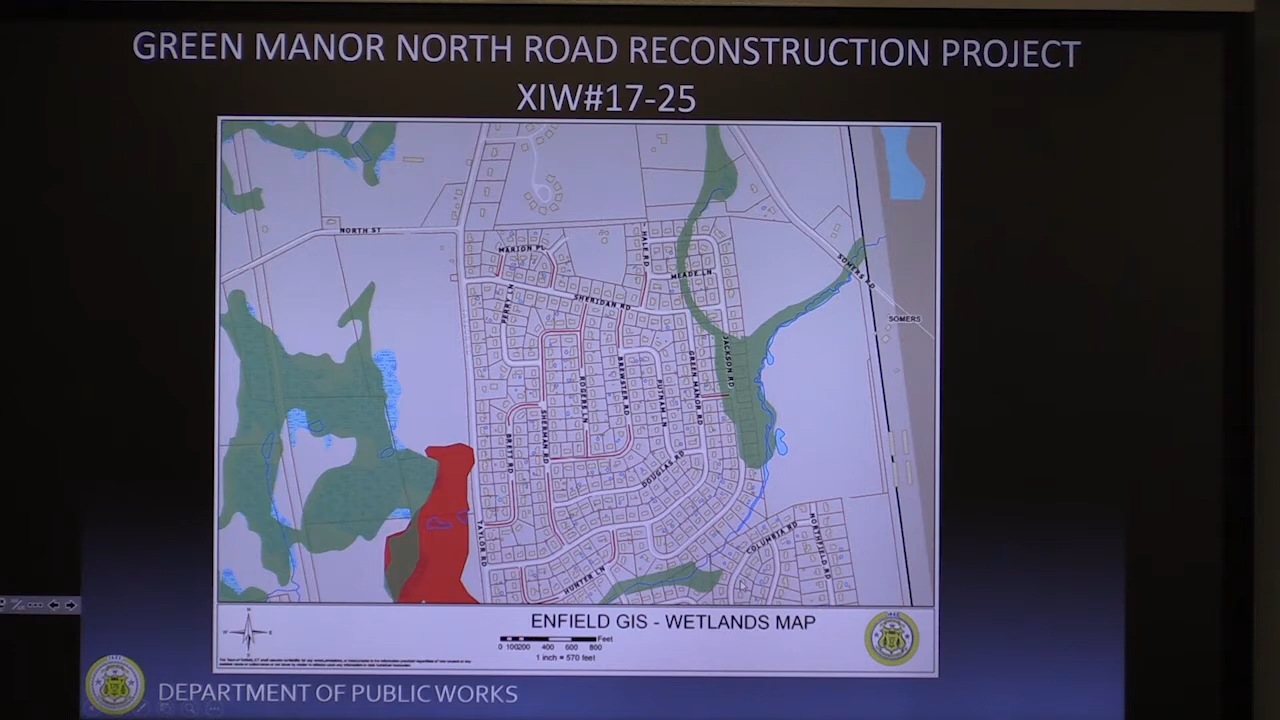 GREEN MANOR NORTH ROAD RECONSTRUCTION PROJECT
XIW#17-25
NORTH ST
MARION PL
HALE RD
MEADE LN
SOMERS RD
PERRY LN
SHERIDAN RD
SOMERS
JACKSON RD
GREEN MANOR RD
BREWSTER RD
PUTNAM LN
ROGERS LN
SHERMAN RD
BRETT RD
DOUGLAS RD
TAYLOR RD
COLUMBIA RD
NORTHFIELD RD
HUNTER LN
ENFIELD GIS - WETLANDS MAP
Feet
0 100200 400 600 800
1 inch = 570 feet
DEPARTMENT OF PUBLIC WORKS